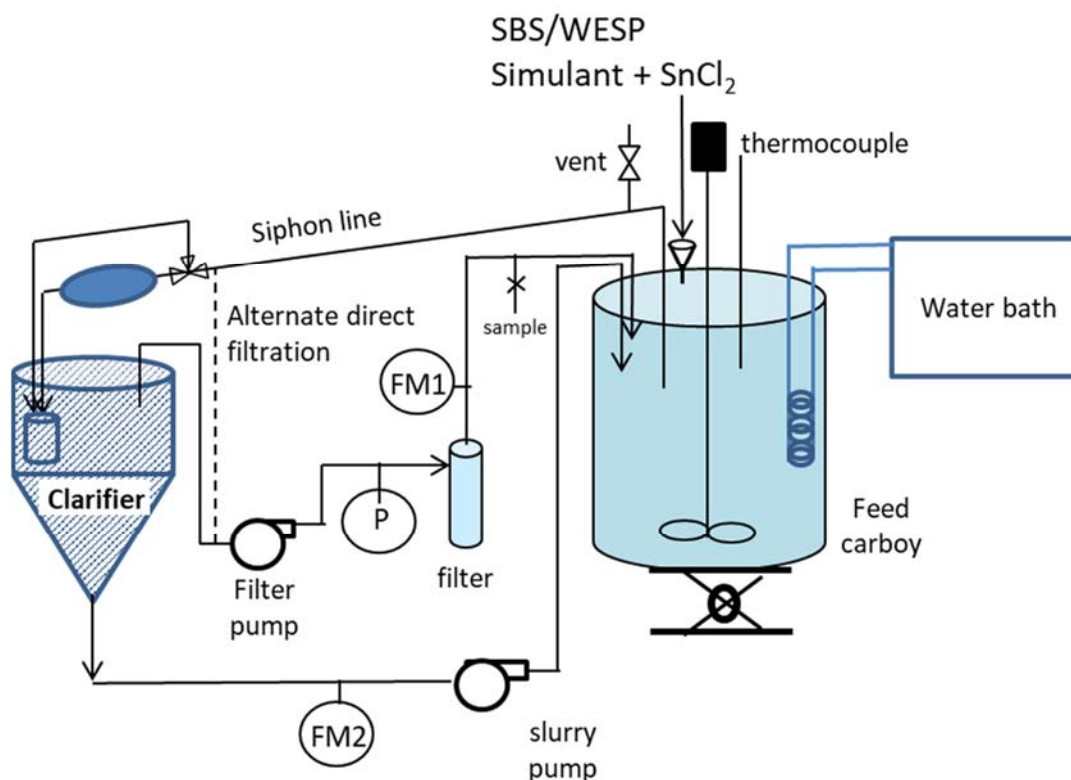 SBS/WESP
Simulant + SnCl₂
thermocouple
vent
Siphon line
Water bath
Alternate direct
filtration
sample
FM1
Clarifier
P
Feed
carboy
filter
Filter
pump
FM2
slurry
pump